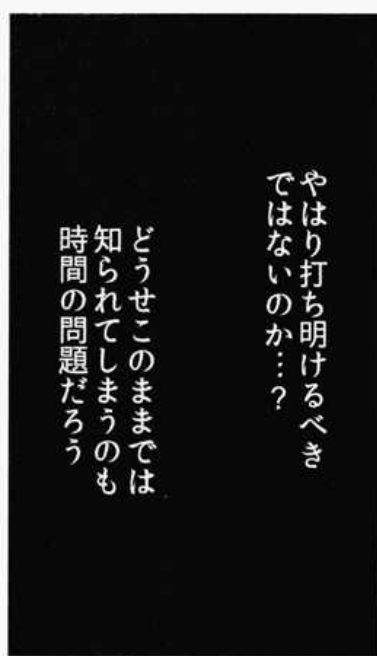 やはり打ち明けるべき
ではないのか…？
どうせこのままでは
知られてしまうのも
時間の問題だろう